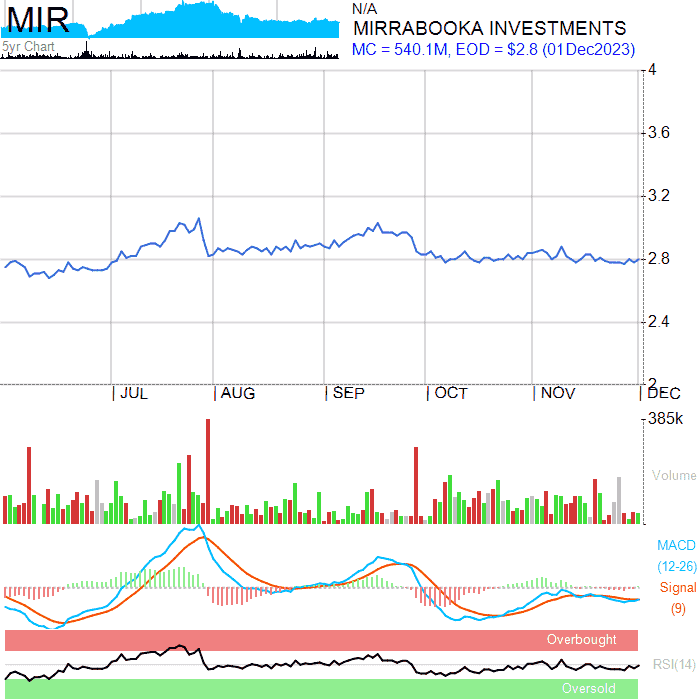 MIR
N/A
MIRRABOOKA INVESTMENTS
5yr Chart
MC = 540.1M, EOD = $2.8 (01Dec2023)
4
3.6
3.2
2.8
2.4
2
JUL AUG SEP OCT NOV DEC
385k
Volume
MACD
(12-26)
Signal
(9)
Overbought
RSI(14)
Oversold